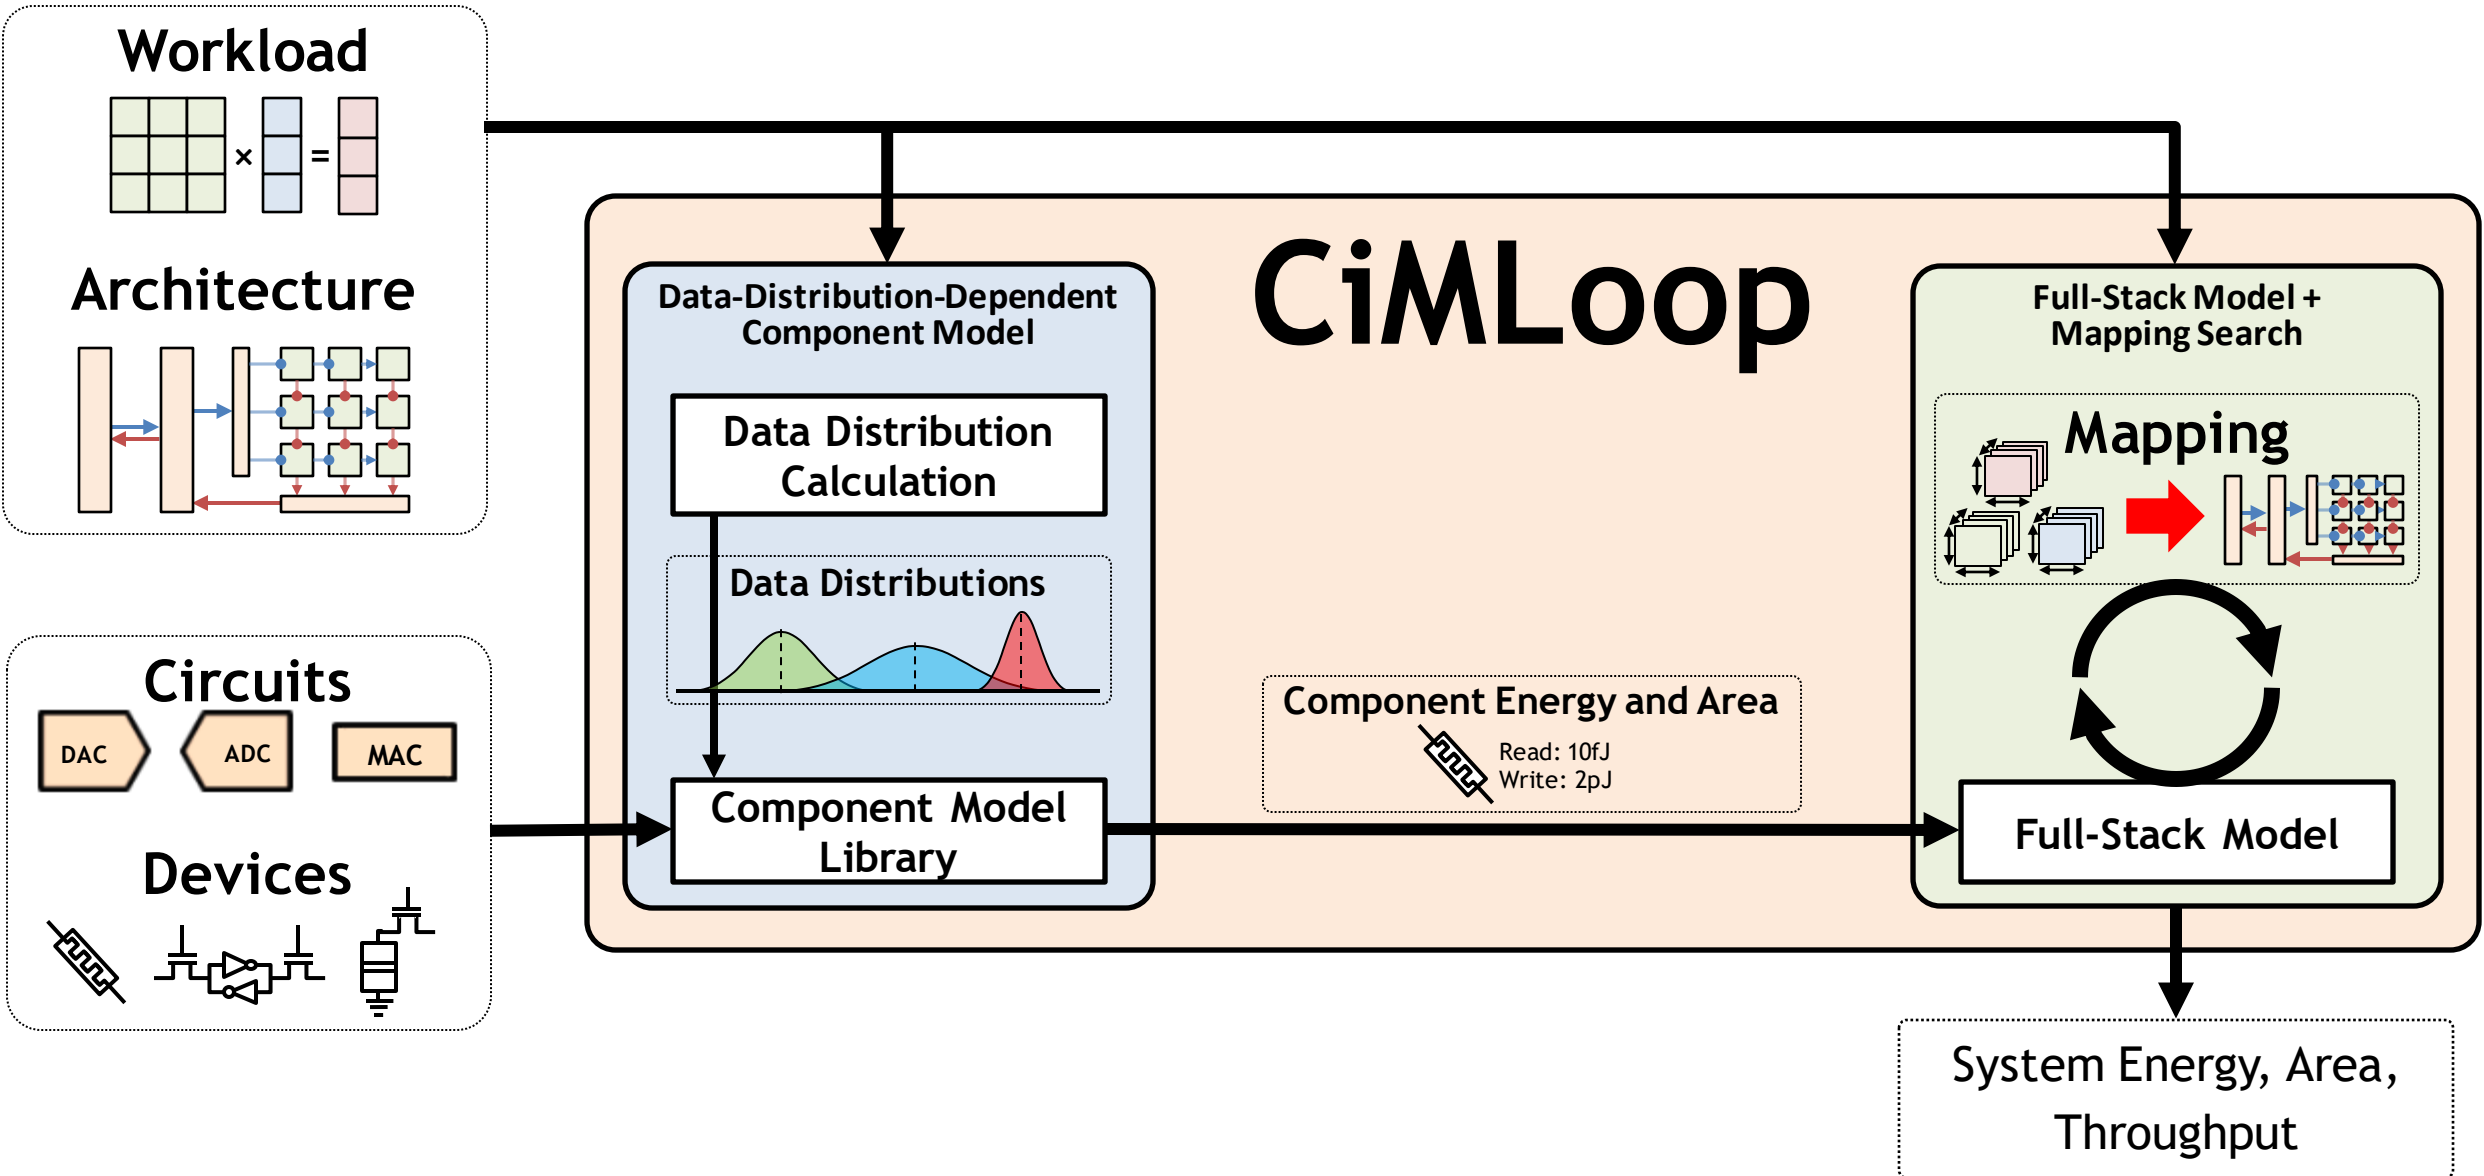 Workload
× =
Architecture
Circuits
DAC
ADC
MAC
Devices
CiMLoop
Data-Distribution-Dependent
Component Model
Data Distribution
Calculation
Data Distributions
Component Model
Library
Component Energy and Area
Read: 10fJ
Write: 2pJ
Full-Stack Model +
Mapping Search
Mapping
Full-Stack Model
System Energy, Area,
Throughput